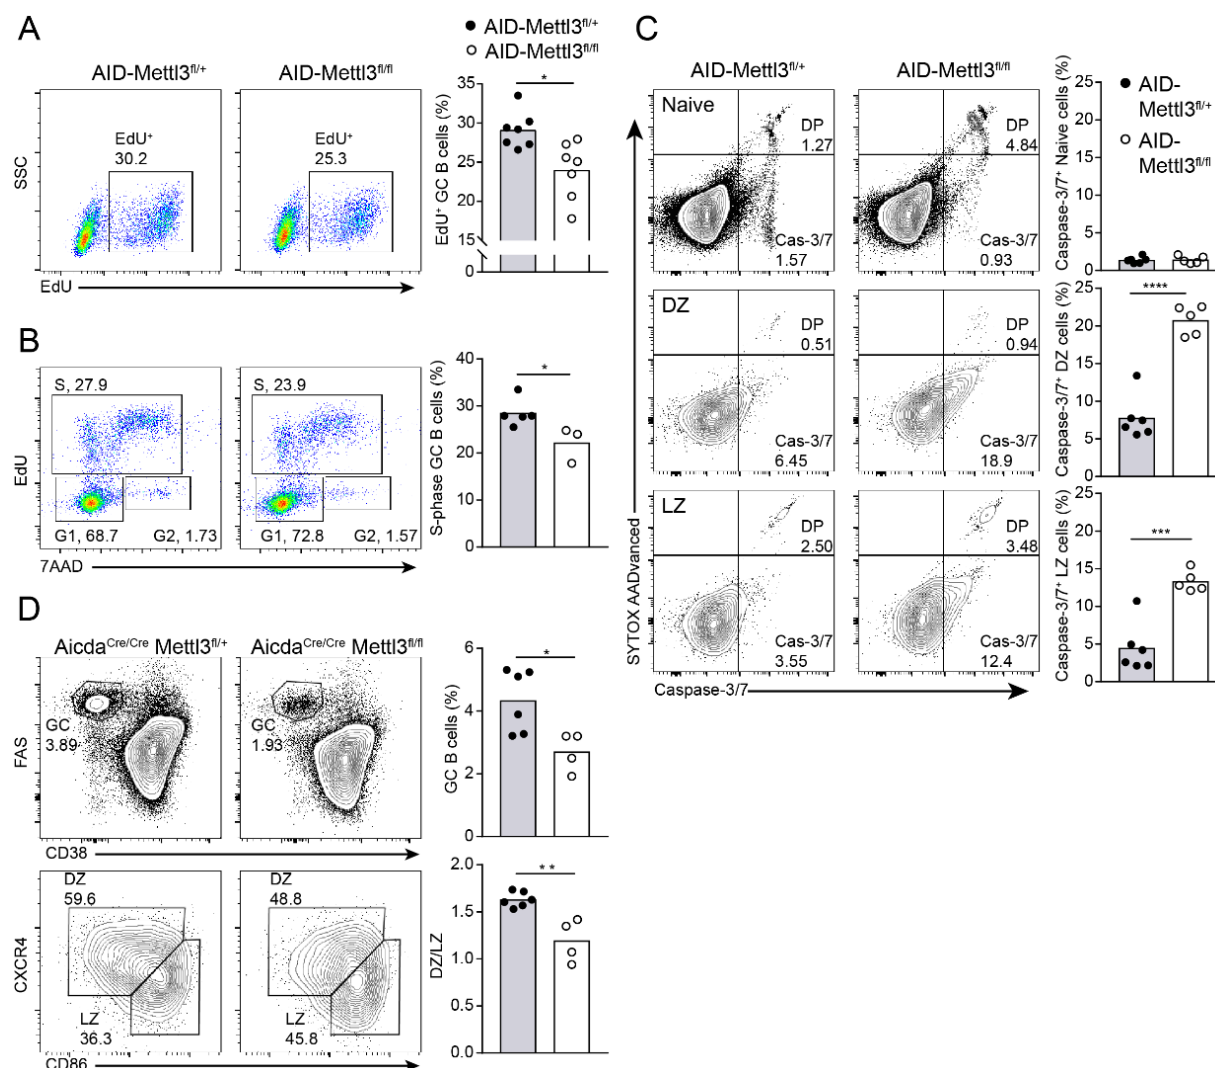 A
● AID-Mettl3fl/+
○ AID-Mettl3fl/fl
AID-Mettl3fl/+
AID-Mettl3fl/fl
SSC
EdU+
30.2
EdU+
25.3
EdU
EdU+ GC B cells (%)
35
30
25
20
15
0
*
B
EdU
S, 27.9
G1, 68.7
G2, 1.73
S, 23.9
G1, 72.8
G2, 1.57
7AAD
S-phase GC B cells (%)
40
30
20
10
0
*
C
AID-Mettl3fl/+
AID-Mettl3fl/fl
● AID-
Mettl3fl/+
○ AID-
Mettl3fl/fl
Naive
DP
1.27
Cas-3/7
1.57
DP
4.84
Cas-3/7
0.93
Caspase-3/7+ Naive cells (%)
25
20
15
10
5
0
DZ
DP
0.51
Cas-3/7
6.45
DP
0.94
Cas-3/7
18.9
Caspase-3/7+ DZ cells (%)
25
20
15
10
5
0
****
LZ
DP
2.50
Cas-3/7
3.55
DP
3.48
Cas-3/7
12.4
Caspase-3/7+ LZ cells (%)
25
20
15
10
5
0
***
SYTOX AADvanced
Caspase-3/7
D
AicdaCre/Cre Mettl3fl/+
AicdaCre/Cre Mettl3fl/fl
FAS
GC
3.89
GC
1.93
CD38
GC B cells (%)
6
4
2
0
*
CXCR4
DZ
59.6
LZ
36.3
DZ
48.8
LZ
45.8
CD86
DZ/LZ
2.0
1.5
1.0
0.5
0.0
**